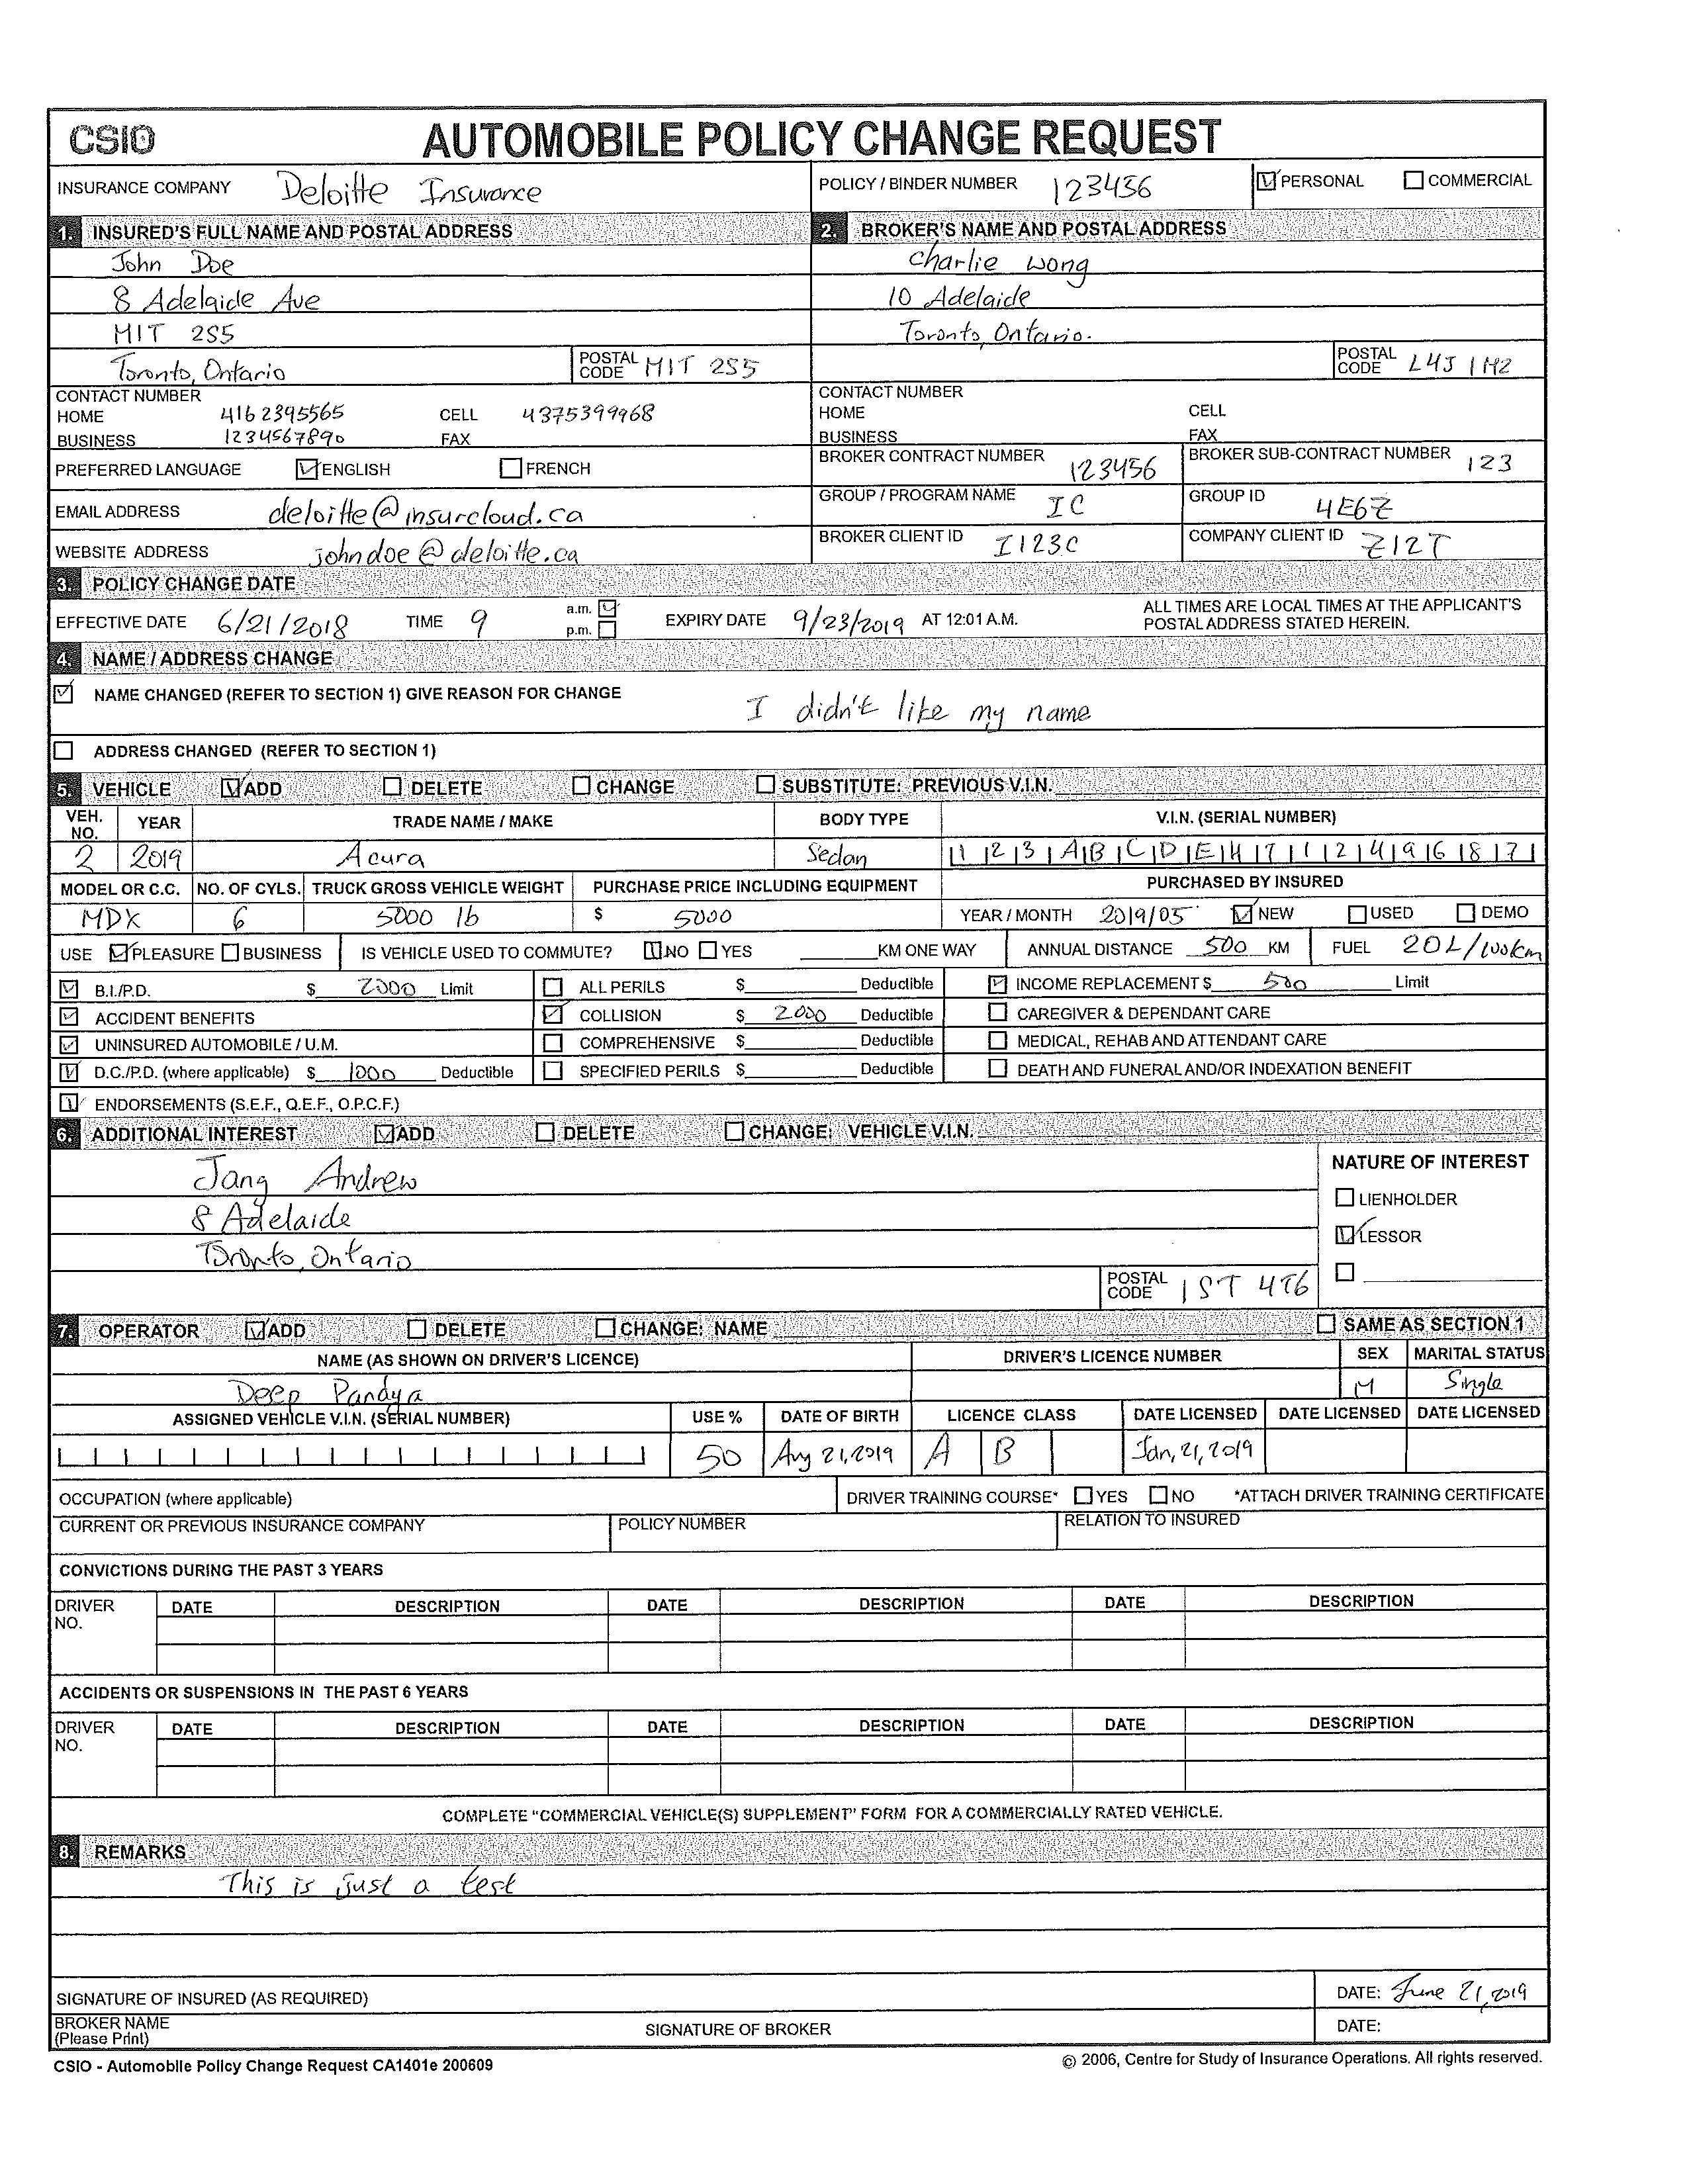 CSIO AUTOMOBILE POLICY CHANGE REQUEST
INSURANCE COMPANY Deloitte Insurance POLICY / BINDER NUMBER 123456 PERSONAL COMMERCIAL
1. INSURED'S FULL NAME AND POSTAL ADDRESS 2. BROKER'S NAME AND POSTAL ADDRESS
John Doe Charlie Wong
8 Adelaide Ave 10 Adelaide
M1T 2S5 Toronto, Ontario.
Toronto, Ontario POSTAL CODE M1T 2S5 POSTAL CODE L4J 1M2
CONTACT NUMBER CONTACT NUMBER
HOME 4162395565 CELL 4375399968 HOME CELL
BUSINESS 1234567890 FAX BUSINESS FAX
PREFERRED LANGUAGE ENGLISH FRENCH BROKER CONTRACT NUMBER 123456 BROKER SUB-CONTRACT NUMBER 123
EMAIL ADDRESS deloitte@insurcloud.ca GROUP / PROGRAM NAME IC GROUP ID 4E6Z
WEBSITE ADDRESS johndoe@deloitte.ca BROKER CLIENT ID I123C COMPANY CLIENT ID Z12T
3. POLICY CHANGE DATE
EFFECTIVE DATE 6/21/2018 TIME 9 a.m. p.m. EXPIRY DATE 9/23/2019 AT 12:01 A.M. ALL TIMES ARE LOCAL TIMES AT THE APPLICANT'S POSTAL ADDRESS STATED HEREIN.
4. NAME / ADDRESS CHANGE
NAME CHANGED (REFER TO SECTION 1) GIVE REASON FOR CHANGE I didn't like my name
ADDRESS CHANGED (REFER TO SECTION 1)
5. VEHICLE ADD DELETE CHANGE SUBSTITUTE: PREVIOUS V.I.N.
VEH. NO. YEAR TRADE NAME / MAKE BODY TYPE V.I.N. (SERIAL NUMBER)
2 2019 Acura Sedan 1 2 3 A B C D E H 7 1 2 4 9 6 8 7
MODEL OR C.C. NO. OF CYLS. TRUCK GROSS VEHICLE WEIGHT PURCHASE PRICE INCLUDING EQUIPMENT PURCHASED BY INSURED
MDX 6 5000 lb $ 5000 YEAR / MONTH 2019/05 NEW USED DEMO
USE PLEASURE BUSINESS IS VEHICLE USED TO COMMUTE? NO YES KM ONE WAY ANNUAL DISTANCE 500 KM FUEL 20L/100km
B.I./P.D. $ 2000 Limit ALL PERILS $ Deductible INCOME REPLACEMENT $ 500 Limit
ACCIDENT BENEFITS COLLISION $ 2000 Deductible CAREGIVER & DEPENDANT CARE
UNINSURED AUTOMOBILE / U.M. COMPREHENSIVE $ Deductible MEDICAL, REHAB AND ATTENDANT CARE
D.C./P.D. (where applicable) $ 1000 Deductible SPECIFIED PERILS $ Deductible DEATH AND FUNERAL AND/OR INDEXATION BENEFIT
ENDORSEMENTS (S.E.F., Q.E.F., O.P.C.F.)
6. ADDITIONAL INTEREST ADD DELETE CHANGE: VEHICLE V.I.N.
Jang Andrew NATURE OF INTEREST
8 Adelaide LIENHOLDER
Toronto, Ontario LESSOR
POSTAL CODE 1ST 4T6
7. OPERATOR ADD DELETE CHANGE: NAME SAME AS SECTION 1
NAME (AS SHOWN ON DRIVER'S LICENCE) DRIVER'S LICENCE NUMBER SEX MARITAL STATUS
Deep Pandya M Single
ASSIGNED VEHICLE V.I.N. (SERIAL NUMBER) USE % DATE OF BIRTH LICENCE CLASS DATE LICENSED DATE LICENSED DATE LICENSED
50 Aug 21, 2019 A B Jan, 21, 2019
OCCUPATION (where applicable) DRIVER TRAINING COURSE* YES NO *ATTACH DRIVER TRAINING CERTIFICATE
CURRENT OR PREVIOUS INSURANCE COMPANY POLICY NUMBER RELATION TO INSURED
CONVICTIONS DURING THE PAST 3 YEARS
DRIVER NO. DATE DESCRIPTION DATE DESCRIPTION DATE DESCRIPTION
ACCIDENTS OR SUSPENSIONS IN THE PAST 6 YEARS
DRIVER NO. DATE DESCRIPTION DATE DESCRIPTION DATE DESCRIPTION
COMPLETE "COMMERCIAL VEHICLE(S) SUPPLEMENT" FORM FOR A COMMERCIALLY RATED VEHICLE.
8. REMARKS
This is just a test
SIGNATURE OF INSURED (AS REQUIRED) DATE: June 21, 2019
BROKER NAME (Please Print) SIGNATURE OF BROKER DATE:
CSIO - Automobile Policy Change Request CA1401e 200609 © 2006, Centre for Study of Insurance Operations. All rights reserved.